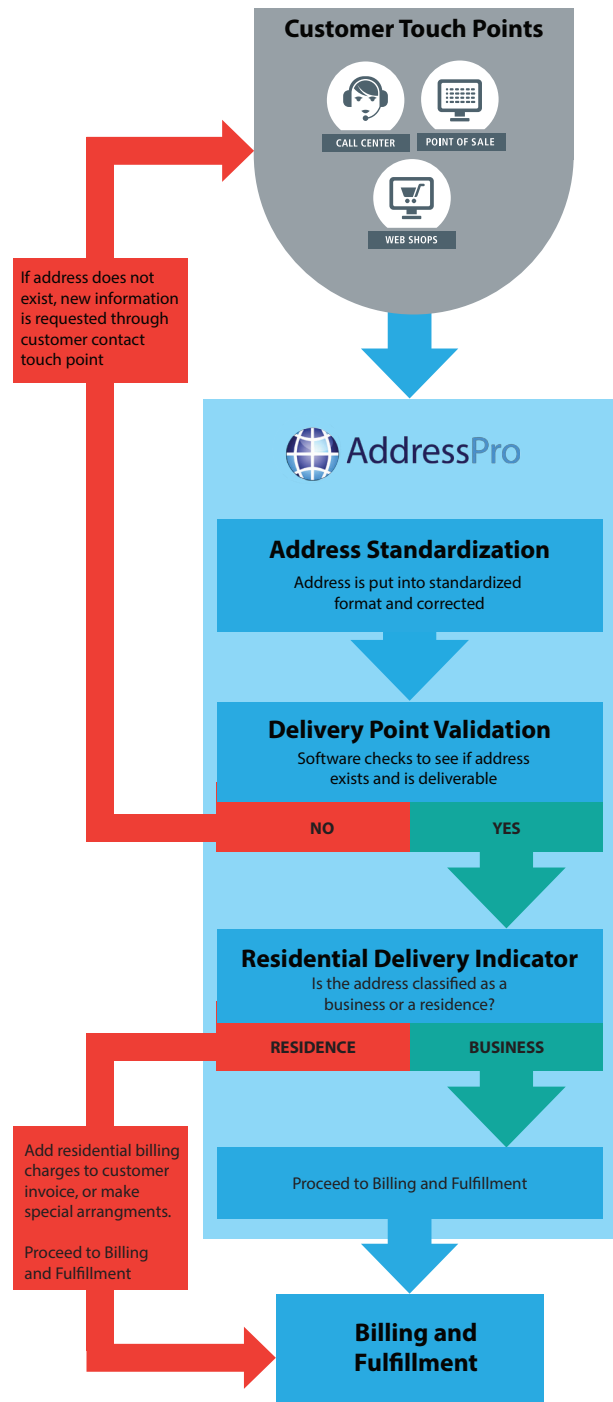 Customer Touch Points
CALL CENTER
POINT OF SALE
WEB SHOPS
If address does not
exist, new information
is requested through
customer contact
touch point
AddressPro
Address Standardization
Address is put into standardized
format and corrected
Delivery Point Validation
Software checks to see if address
exists and is deliverable
NO
YES
Residential Delivery Indicator
Is the address classified as a
business or a residence?
RESIDENCE
BUSINESS
Add residential billing
charges to customer
invoice, or make
special arrangments.
Proceed to Billing
and Fulfillment
Proceed to Billing and Fulfillment
Billing and
Fulfillment